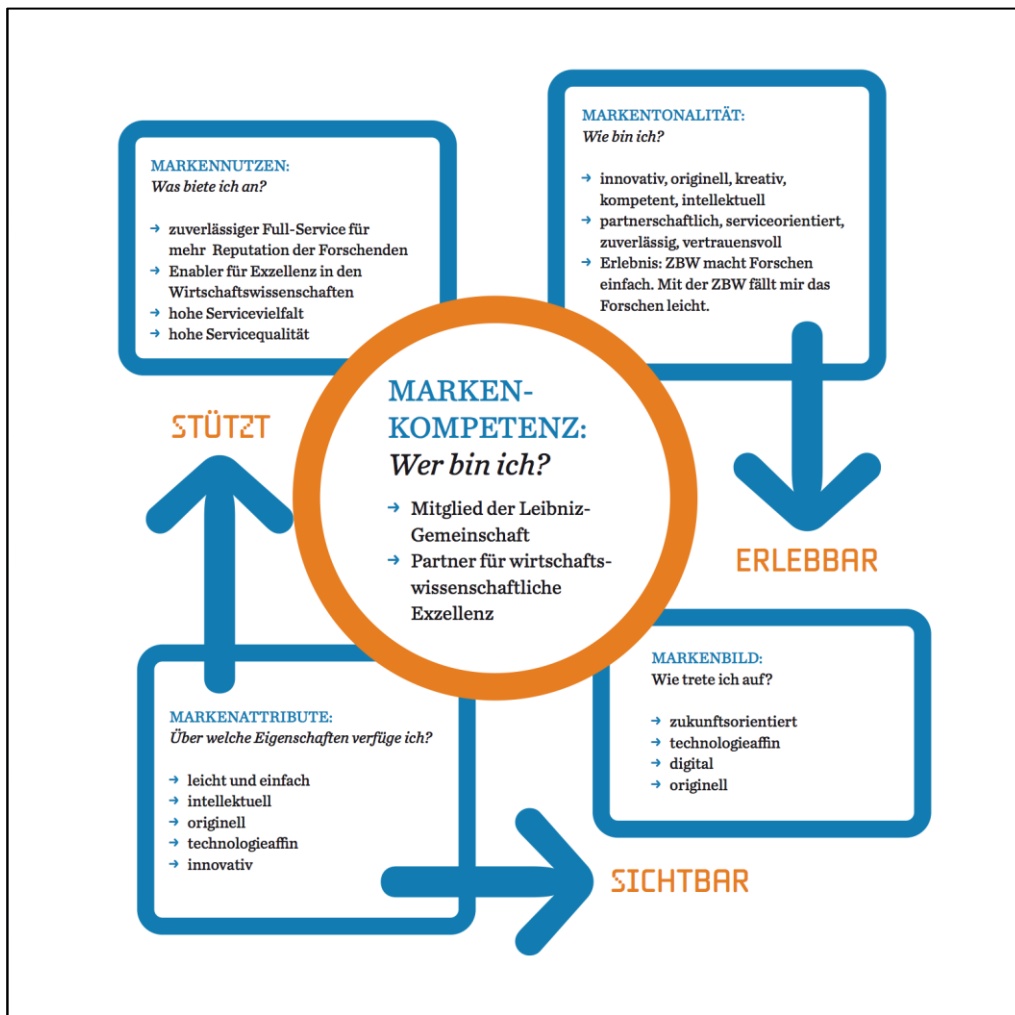 MARKENNUTZEN:
Was biete ich an?
→ zuverlässiger Full-Service für
mehr Reputation der Forschenden
→ Enabler für Exzellenz in den
Wirtschaftswissenschaften
→ hohe Servicevielfalt
→ hohe Servicequalität
MARKENTONALITÄT:
Wie bin ich?
→ innovativ, originell, kreativ,
kompetent, intellektuell
→ partnerschaftlich, serviceorientiert,
zuverlässig, vertrauensvoll
→ Erlebnis: ZBW macht Forschen
einfach. Mit der ZBW fällt mir das
Forschen leicht.
STÜTZT
MARKEN-
KOMPETENZ:
Wer bin ich?
→ Mitglied der Leibniz-
Gemeinschaft
→ Partner für wirtschafts-
wissenschaftliche
Exzellenz
ERLEBBAR
MARKENATTRIBUTE:
Über welche Eigenschaften verfüge ich?
→ leicht und einfach
→ intellektuell
→ originell
→ technologieaffin
→ innovativ
MARKENBILD:
Wie trete ich auf?
→ zukunftsorientiert
→ technologieaffin
→ digital
→ originell
SICHTBAR